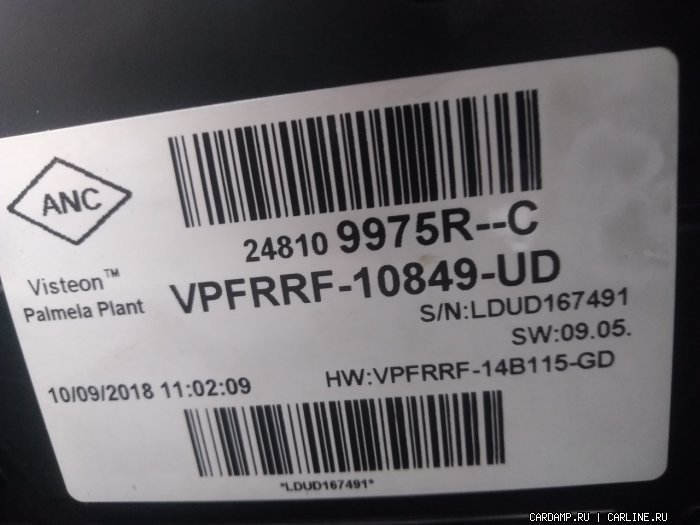 ANC
Visteon™
Palmela Plant
24810 9975R--C
VPFRRF-10849-UD
S/N:LDUD167491
SW:09.05.
HW:VPFRRF-14B115-GD
10/09/2018 11:02:09
*LDUD167491*
CARDAMP.RU | CARLINE.RU